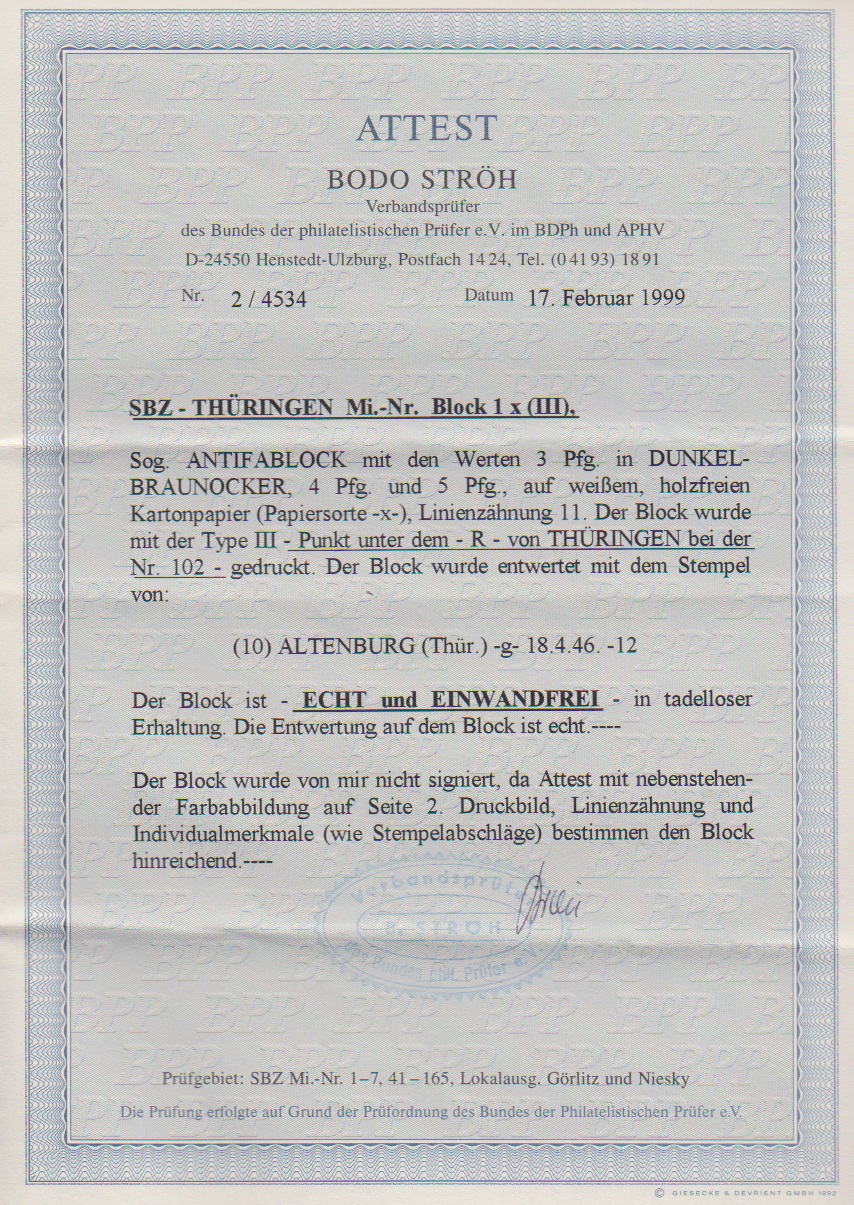 ATTEST
BODO STRÖH
Verbandsprüfer
des Bundes der philatelistischen Prüfer e.V. im BDPh und APHV
D-24550 Henstedt-Ulzburg, Postfach 14 24, Tel. (0 41 93) 18 91
Nr. 2 / 4534 Datum 17. Februar 1999
SBZ - THÜRINGEN Mi.-Nr. Block 1 x (III),
Sog. ANTIFABLOCK mit den Werten 3 Pfg. in DUNKEL-
BRAUNOCKER, 4 Pfg. und 5 Pfg., auf weißem, holzfreien
Kartonpapier (Papiersorte -x-), Linienzähnung 11. Der Block wurde
mit der Type III - Punkt unter dem - R - von THÜRINGEN bei der
Nr. 102 - gedruckt. Der Block wurde entwertet mit dem Stempel
von:
(10) ALTENBURG (Thür.) -g- 18.4.46. -12
Der Block ist - ECHT und EINWANDFREI - in tadelloser
Erhaltung. Die Entwertung auf dem Block ist echt.----
Der Block wurde von mir nicht signiert, da Attest mit nebenstehen-
der Farbabbildung auf Seite 2. Druckbild, Linienzähnung und
Individualmerkmale (wie Stempelabschläge) bestimmen den Block
hinreichend.----
Verbandsprüfer
B. STRÖH
des Bundes phil. Prüfer e.V.
Prüfgebiet: SBZ Mi.-Nr. 1–7, 41 – 165, Lokalausg. Görlitz und Niesky
Die Prüfung erfolgte auf Grund der Prüfordnung des Bundes der Philatelistischen Prüfer e.V.
© GIESECKE & DEVRIENT GMBH 1992